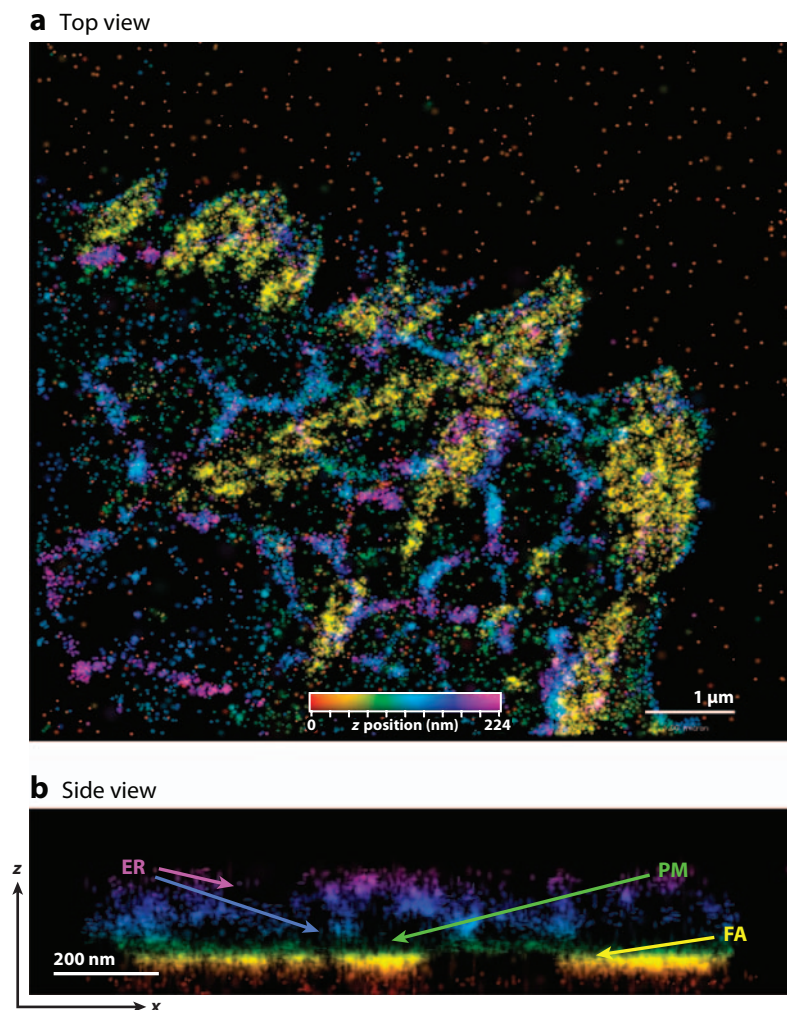 a Top view
1 µm
0 z position (nm) 224
b Side view
z
ER
PM
FA
200 nm
x